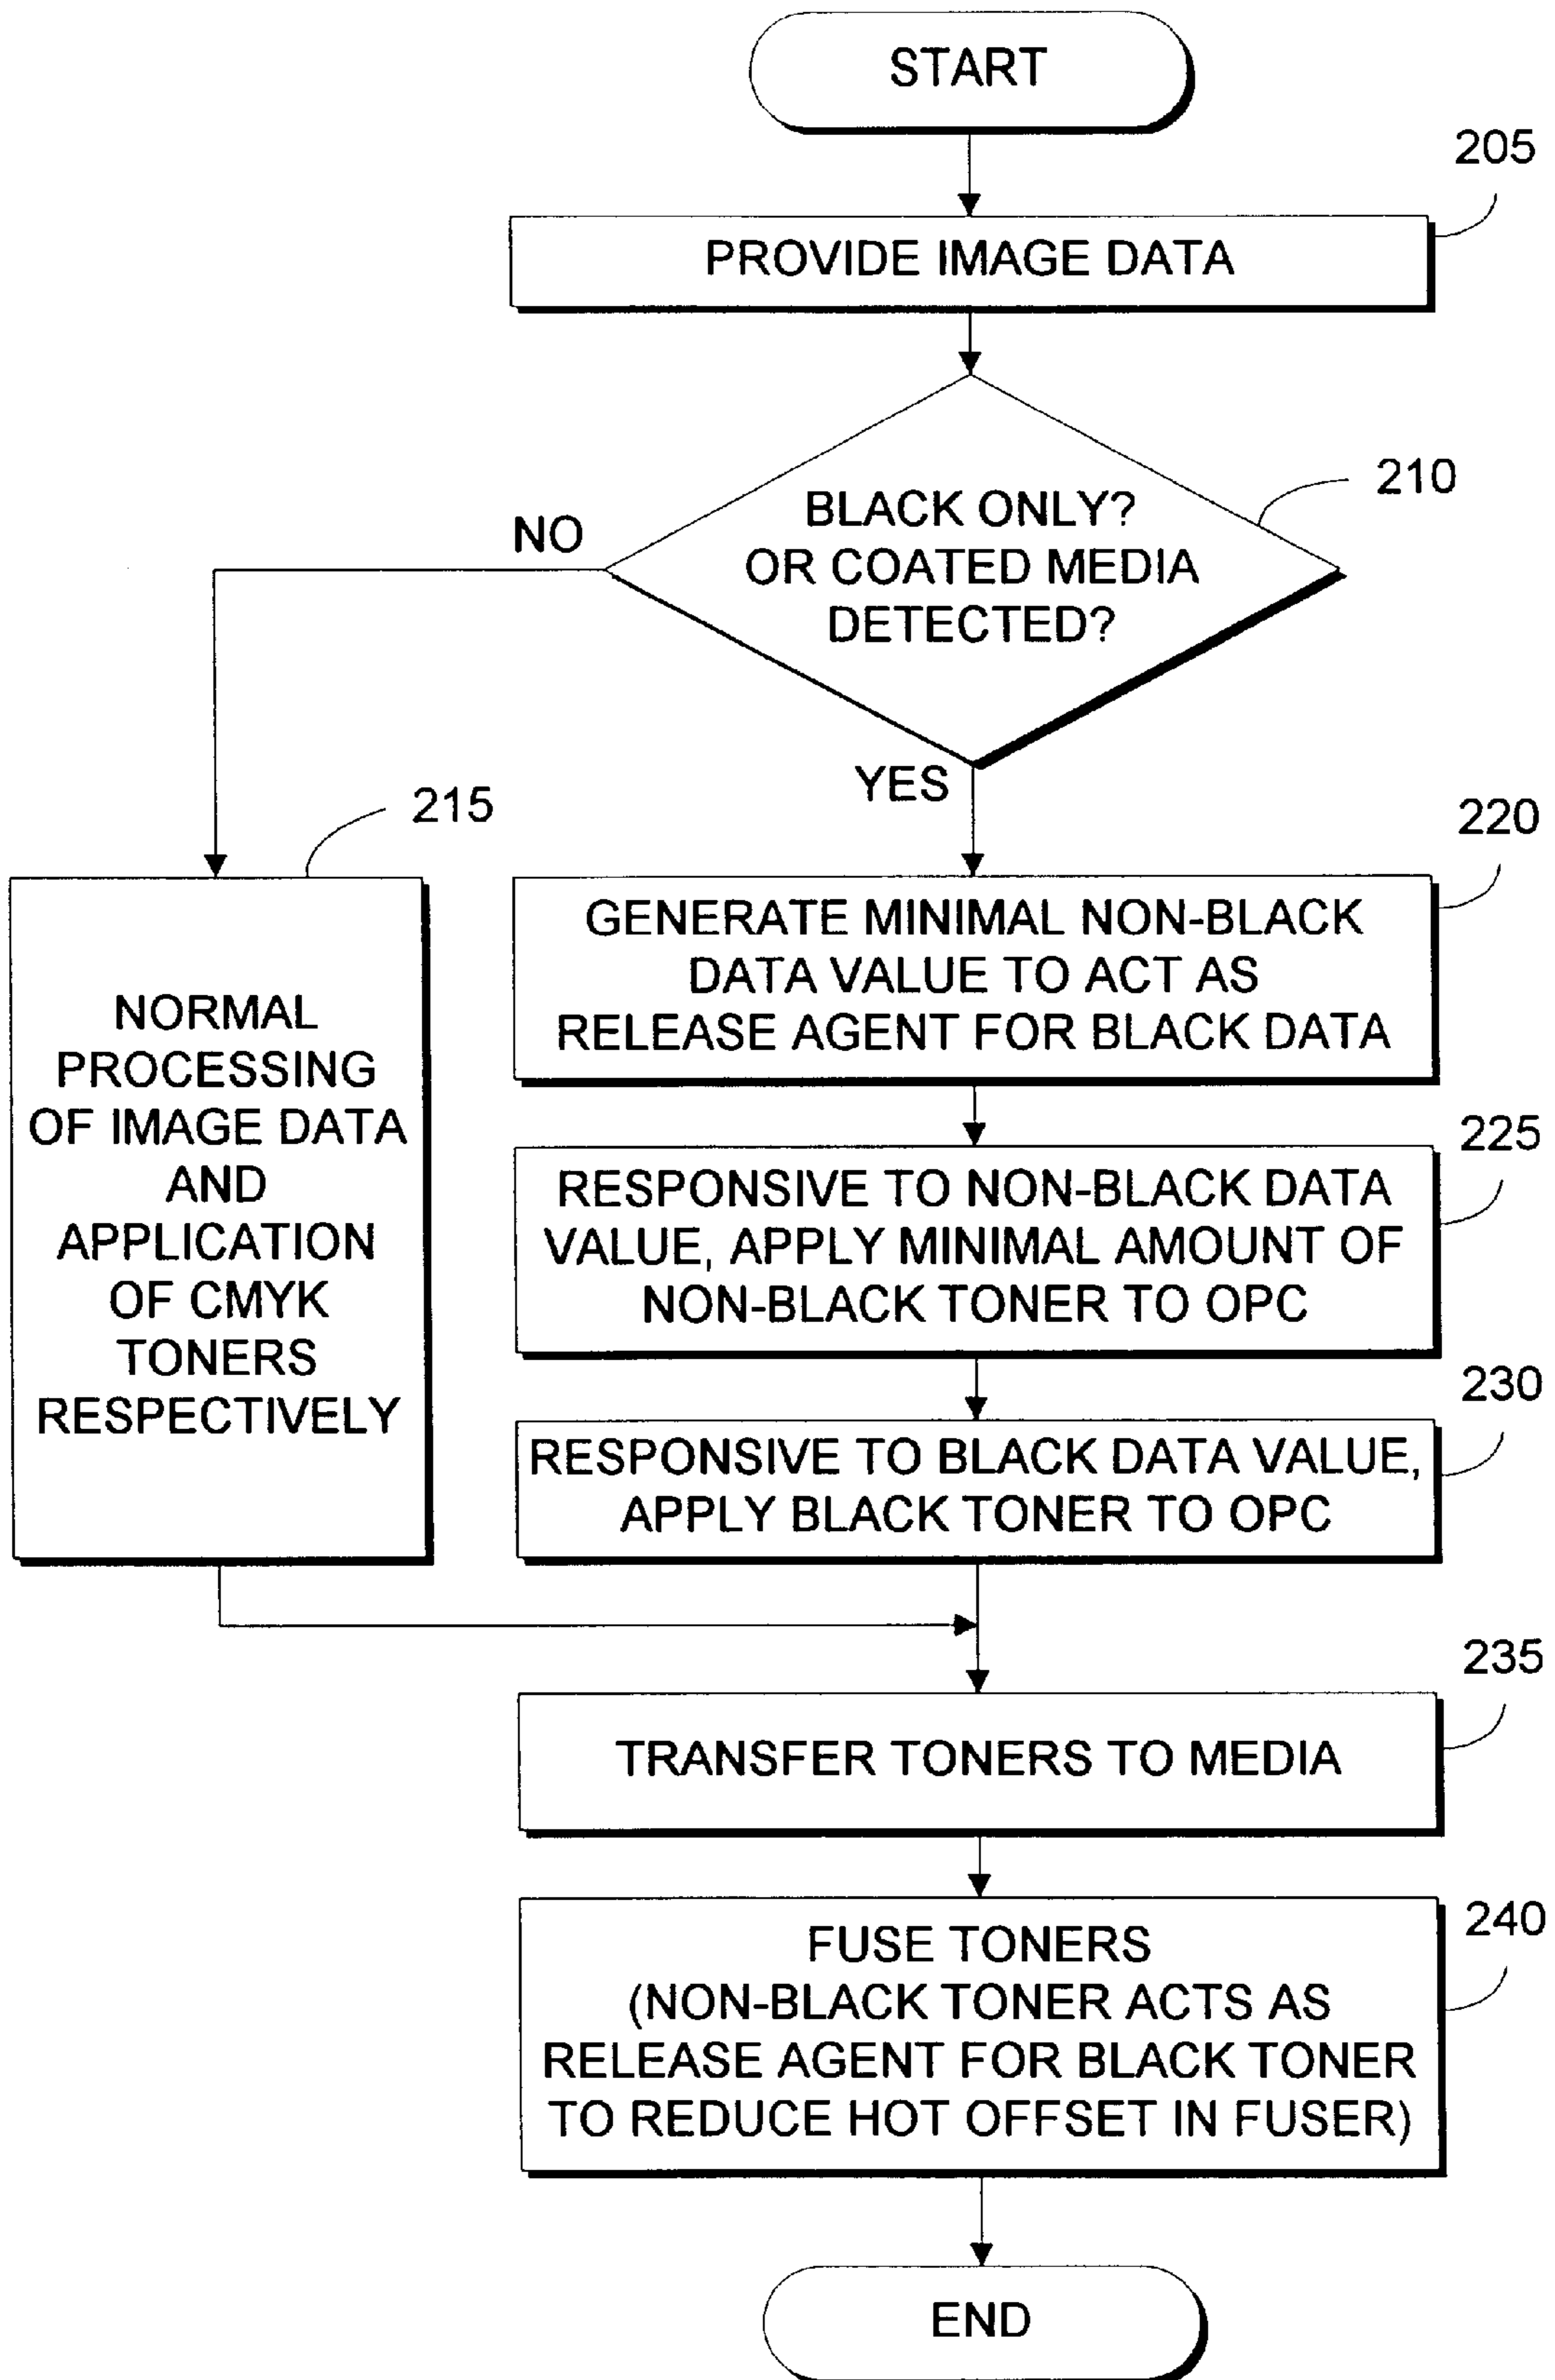 START
205
PROVIDE IMAGE DATA
210
BLACK ONLY?
OR COATED MEDIA
DETECTED?
NO
YES
215
NORMAL
PROCESSING
OF IMAGE DATA
AND
APPLICATION
OF CMYK
TONERS
RESPECTIVELY
220
GENERATE MINIMAL NON-BLACK
DATA VALUE TO ACT AS
RELEASE AGENT FOR BLACK DATA
225
RESPONSIVE TO NON-BLACK DATA
VALUE, APPLY MINIMAL AMOUNT OF
NON-BLACK TONER TO OPC
230
RESPONSIVE TO BLACK DATA VALUE,
APPLY BLACK TONER TO OPC
235
TRANSFER TONERS TO MEDIA
240
FUSE TONERS
(NON-BLACK TONER ACTS AS
RELEASE AGENT FOR BLACK TONER
TO REDUCE HOT OFFSET IN FUSER)
END